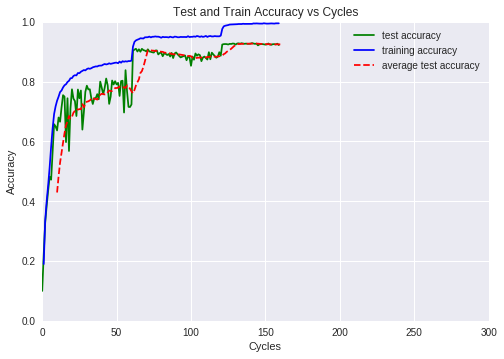 Test and Train Accuracy vs Cycles
1.0
0.8
0.6
0.4
0.2
0.0
Accuracy
test accuracy
training accuracy
average test accuracy
0
50
100
150
200
250
300
Cycles